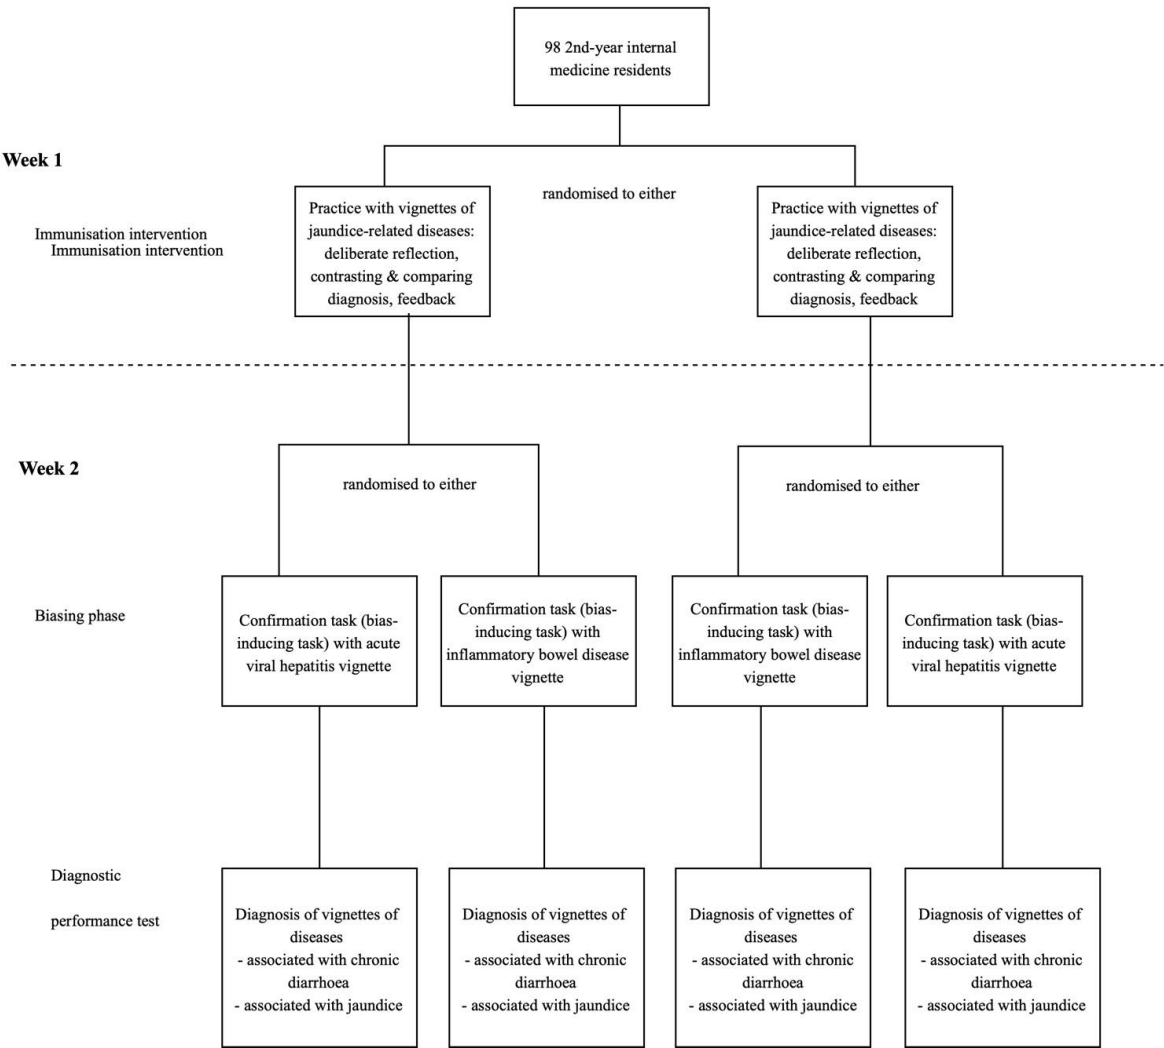 98 2nd-year internal
medicine residents
Week 1
randomised to either
Immunisation intervention
Immunisation intervention
Practice with vignettes of
jaundice-related diseases:
deliberate reflection,
contrasting & comparing
diagnosis, feedback
Practice with vignettes of
jaundice-related diseases:
deliberate reflection,
contrasting & comparing
diagnosis, feedback
Week 2
randomised to either
randomised to either
Biasing phase
Confirmation task (bias-
inducing task) with acute
viral hepatitis vignette
Confirmation task (bias-
inducing task) with
inflammatory bowel disease
vignette
Confirmation task (bias-
inducing task) with
inflammatory bowel disease
vignette
Confirmation task (bias-
inducing task) with acute
viral hepatitis vignette
Diagnostic
performance test
Diagnosis of vignettes of
diseases
- associated with chronic
diarrhoea
- associated with jaundice
Diagnosis of vignettes of
diseases
- associated with chronic
diarrhoea
- associated with jaundice
Diagnosis of vignettes of
diseases
- associated with chronic
diarrhoea
- associated with jaundice
Diagnosis of vignettes of
diseases
- associated with chronic
diarrhoea
- associated with jaundice